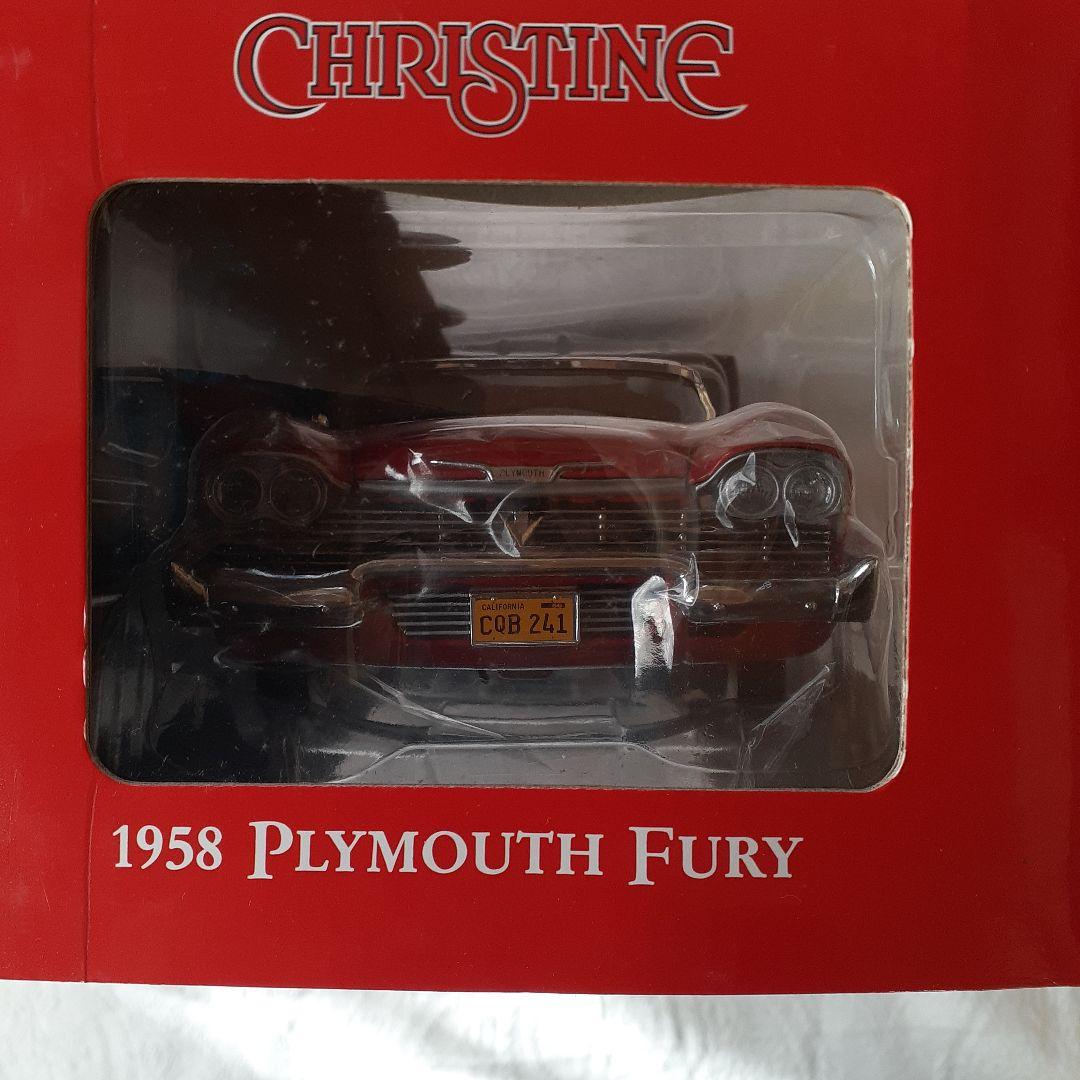 CHRISTINE
PLYMOUTH
CALIFORNIA
CQB 241
1958 PLYMOUTH FURY